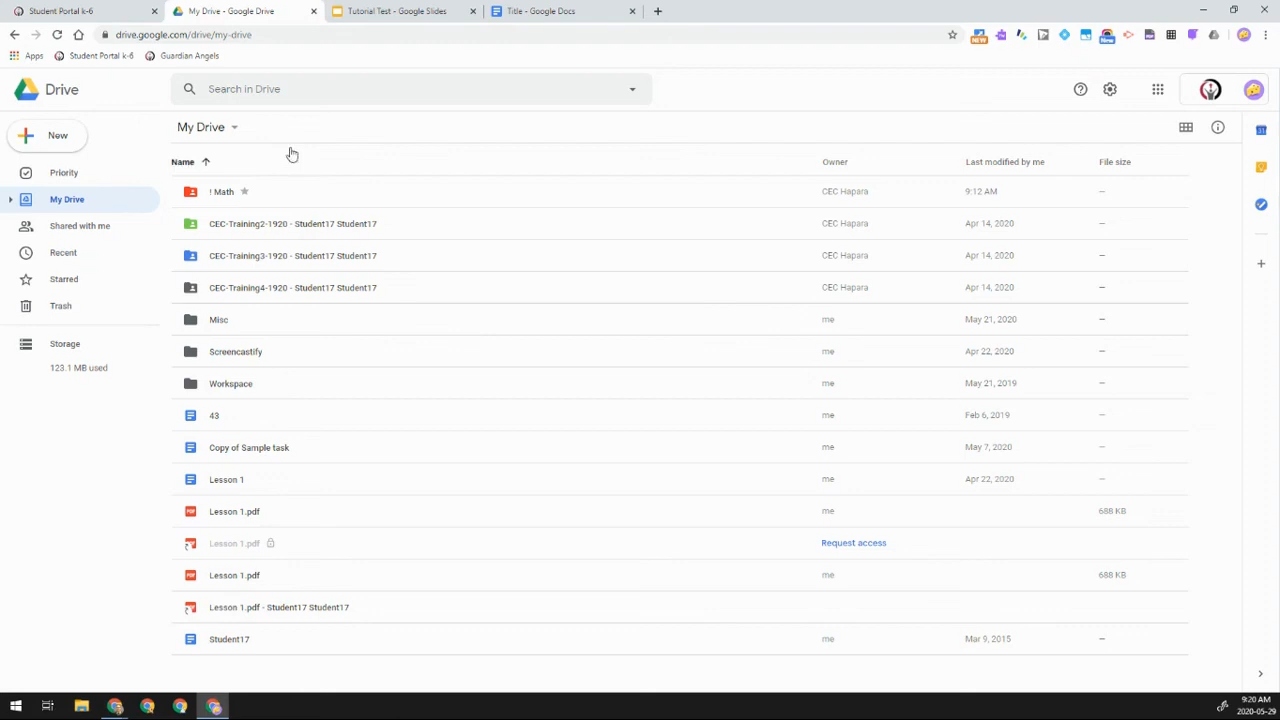 Student Portal k-6
My Drive - Google Drive
Tutorial Test - Google Slides
Title - Google Docs
drive.google.com/drive/my-drive
NEW
New
Apps
Student Portal k-6
Guardian Angels
Drive
Search in Drive
New
My Drive
Priority
My Drive
Shared with me
Recent
Starred
Trash
Storage
123.1 MB used
Name Owner Last modified by me File size
! Math CEC Hapara 9:12 AM –
CEC-Training2-1920 - Student17 Student17 CEC Hapara Apr 14, 2020 –
CEC-Training3-1920 - Student17 Student17 CEC Hapara Apr 14, 2020 –
CEC-Training4-1920 - Student17 Student17 CEC Hapara Apr 14, 2020 –
Misc me May 21, 2020 –
Screencastify me Apr 22, 2020 –
Workspace me May 21, 2019 –
43 me Feb 6, 2019 –
Copy of Sample task me May 7, 2020 –
Lesson 1 me Apr 22, 2020 –
PDF Lesson 1.pdf me 688 KB
Lesson 1.pdf Request access
PDF Lesson 1.pdf me 688 KB
Lesson 1.pdf - Student17 Student17
Student17 me Mar 9, 2015 –
31
9:20 AM
2020-05-29